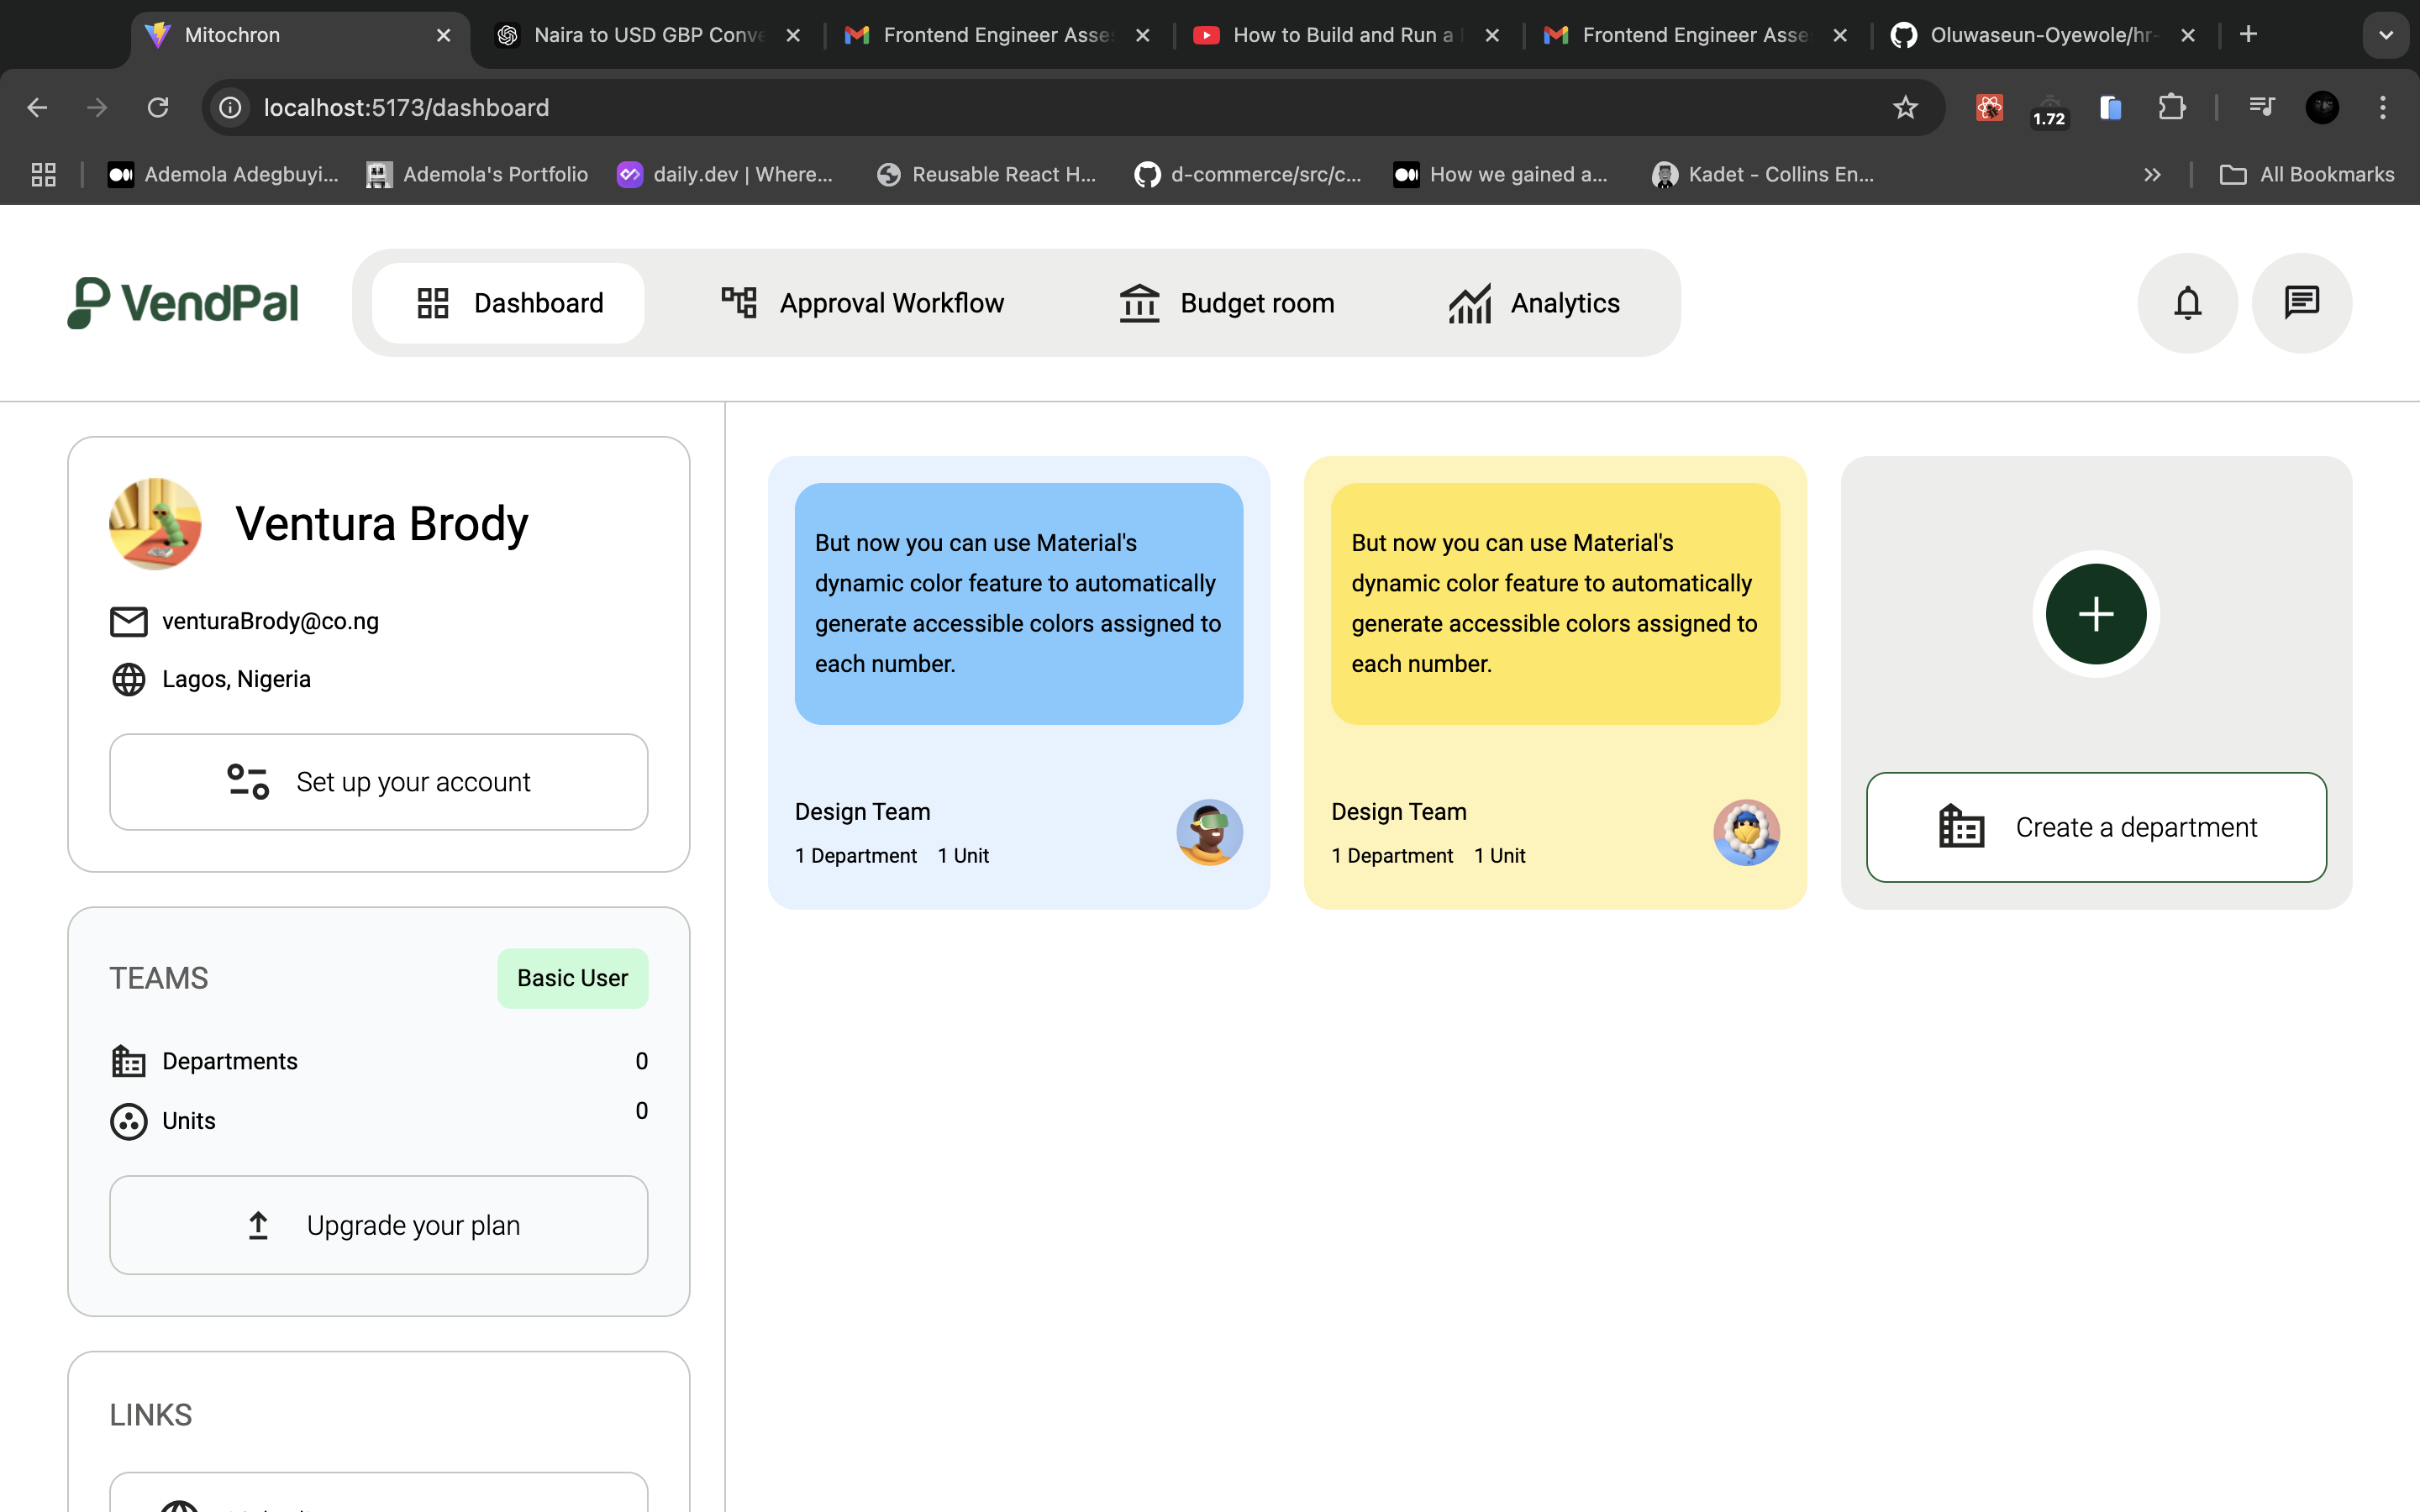 Mitochron
Naira to USD GBP Conve
Frontend Engineer Asse
How to Build and Run a
Frontend Engineer Asse
Oluwaseun-Oyewole/hr-
localhost:5173/dashboard
1.72
Ademola Adegbuyi...
Ademola's Portfolio
daily.dev | Where...
Reusable React H...
d-commerce/src/c...
How we gained a...
Kadet - Collins En...
All Bookmarks
VendPal
Dashboard
Approval Workflow
Budget room
Analytics
Ventura Brody
venturaBrody@co.ng
Lagos, Nigeria
Set up your account
TEAMS
Basic User
Departments
0
Units
0
Upgrade your plan
LINKS
But now you can use Material's
dynamic color feature to automatically
generate accessible colors assigned to
each number.
Design Team
1 Department 1 Unit
But now you can use Material's
dynamic color feature to automatically
generate accessible colors assigned to
each number.
Design Team
1 Department 1 Unit
Create a department